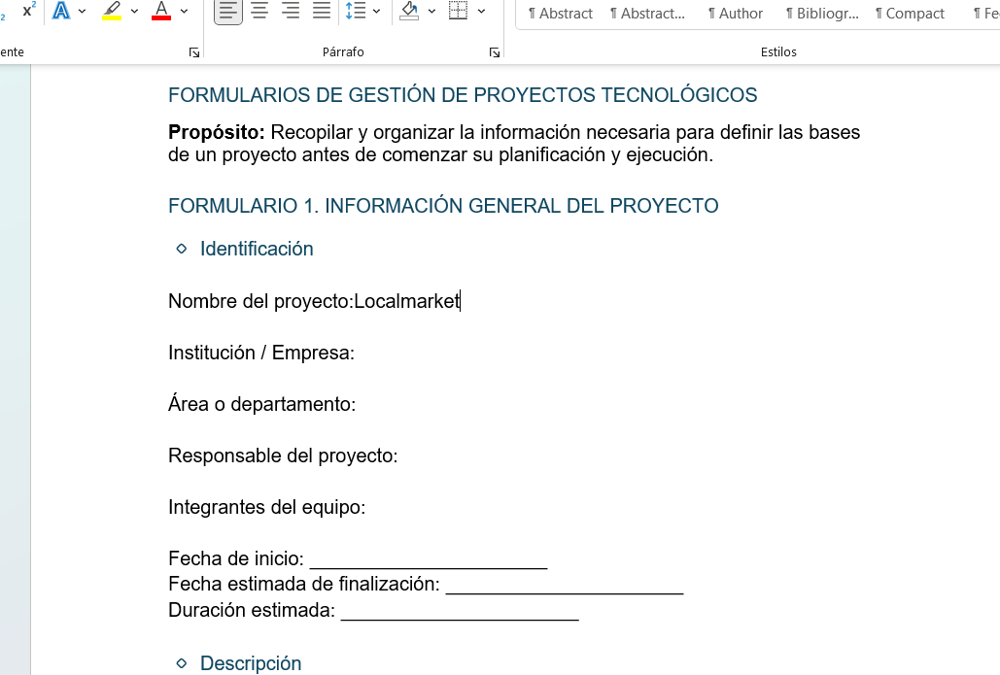 ente
Párrafo
Estilos
¶ Abstract ¶ Abstract... ¶ Author ¶ Bibliogr... ¶ Compact ¶ Fe
FORMULARIOS DE GESTIÓN DE PROYECTOS TECNOLÓGICOS
Propósito: Recopilar y organizar la información necesaria para definir las bases
de un proyecto antes de comenzar su planificación y ejecución.
FORMULARIO 1. INFORMACIÓN GENERAL DEL PROYECTO
Identificación
Nombre del proyecto:Localmarket
Institución / Empresa:
Área o departamento:
Responsable del proyecto:
Integrantes del equipo:
Fecha de inicio: ______________________
Fecha estimada de finalización: ______________________
Duración estimada: ______________________
Descripción